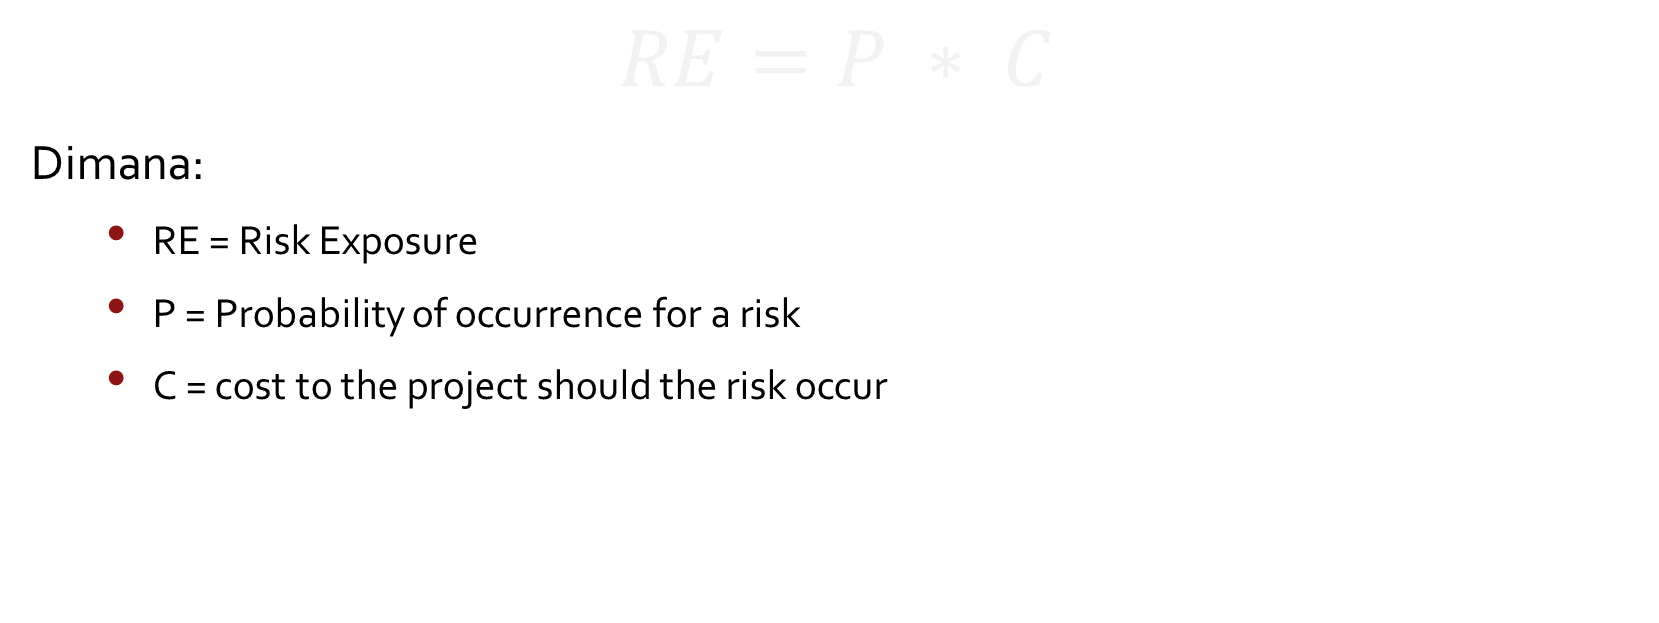 RE = P * C
Dimana:
• RE = Risk Exposure
• P = Probability of occurrence for a risk
• C = cost to the project should the risk occur